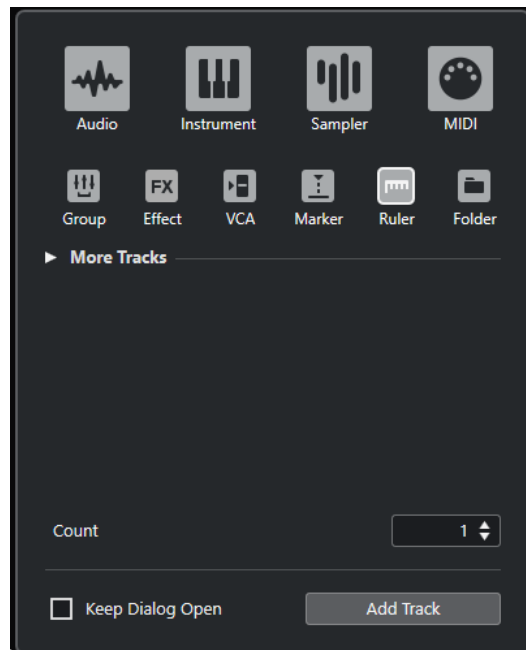 Audio Instrument Sampler MIDI
FX
Group Effect VCA Marker Ruler Folder
More Tracks
Count 1
Keep Dialog Open Add Track